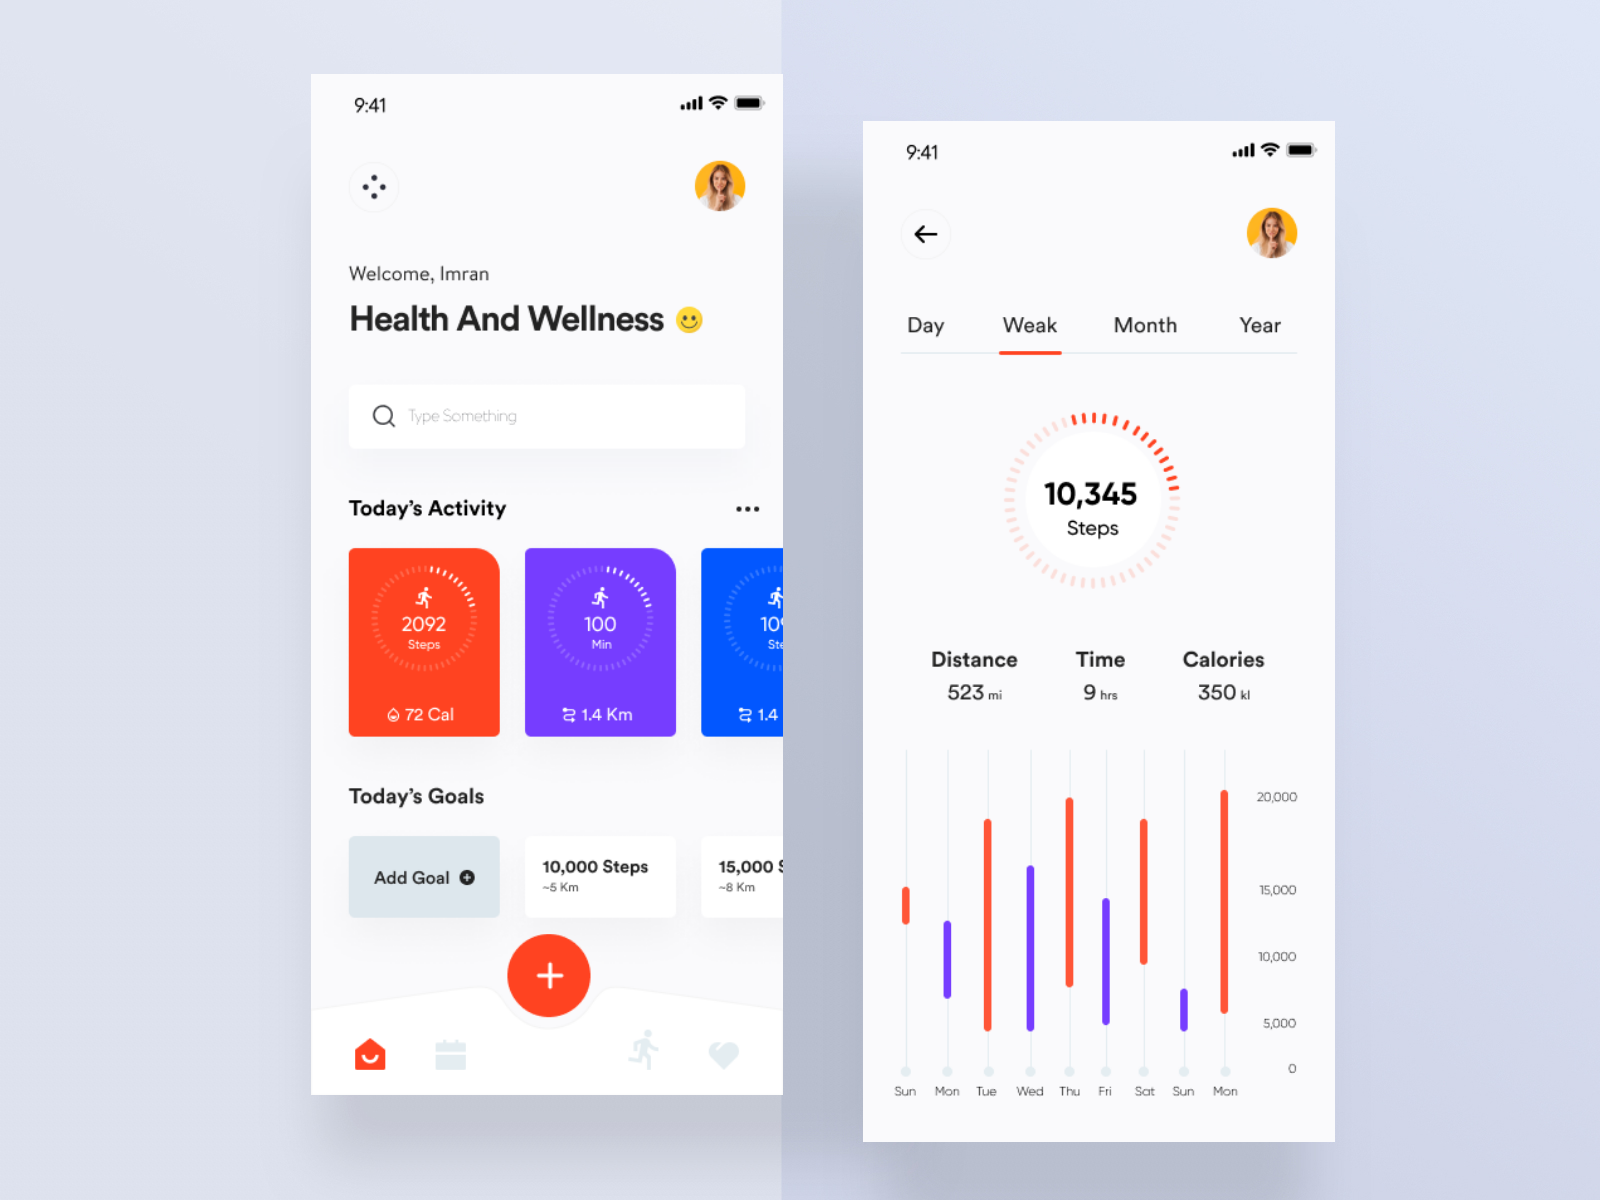 9:41
Welcome, Imran
Health And Wellness
Type Something
Today's Activity
2092
Steps
72 Cal
100
Min
1.4 Km
1.4
Today's Goals
Add Goal
10,000 Steps
~5 Km
15,000
~8 Km
9:41
Day Weak Month Year
10,345
Steps
Distance Time Calories
523 mi 9 hrs 350 kl
20,000
15,000
10,000
5,000
0
Sun Mon Tue Wed Thu Fri Sat Sun Mon